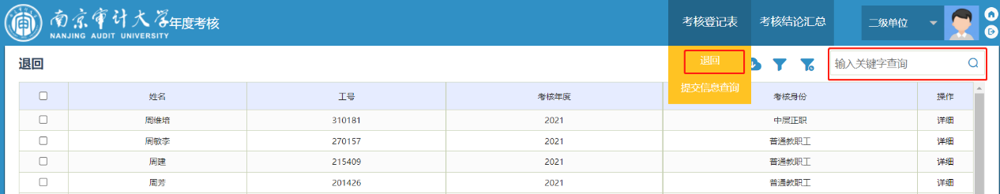 南京审计大学年度考核 考核登记表 考核结论汇总 二级单位
NANJING AUDIT UNIVERSITY
退回 退回 输入关键字查询
提交信息查询
姓名 工号 考核年度 考核身份 操作
周维培 310181 2021 中层正职 详细
周敏李 270157 2021 普通教职工 详细
周建 215409 2021 普通教职工 详细
周芳 201426 2021 普通教职工 详细